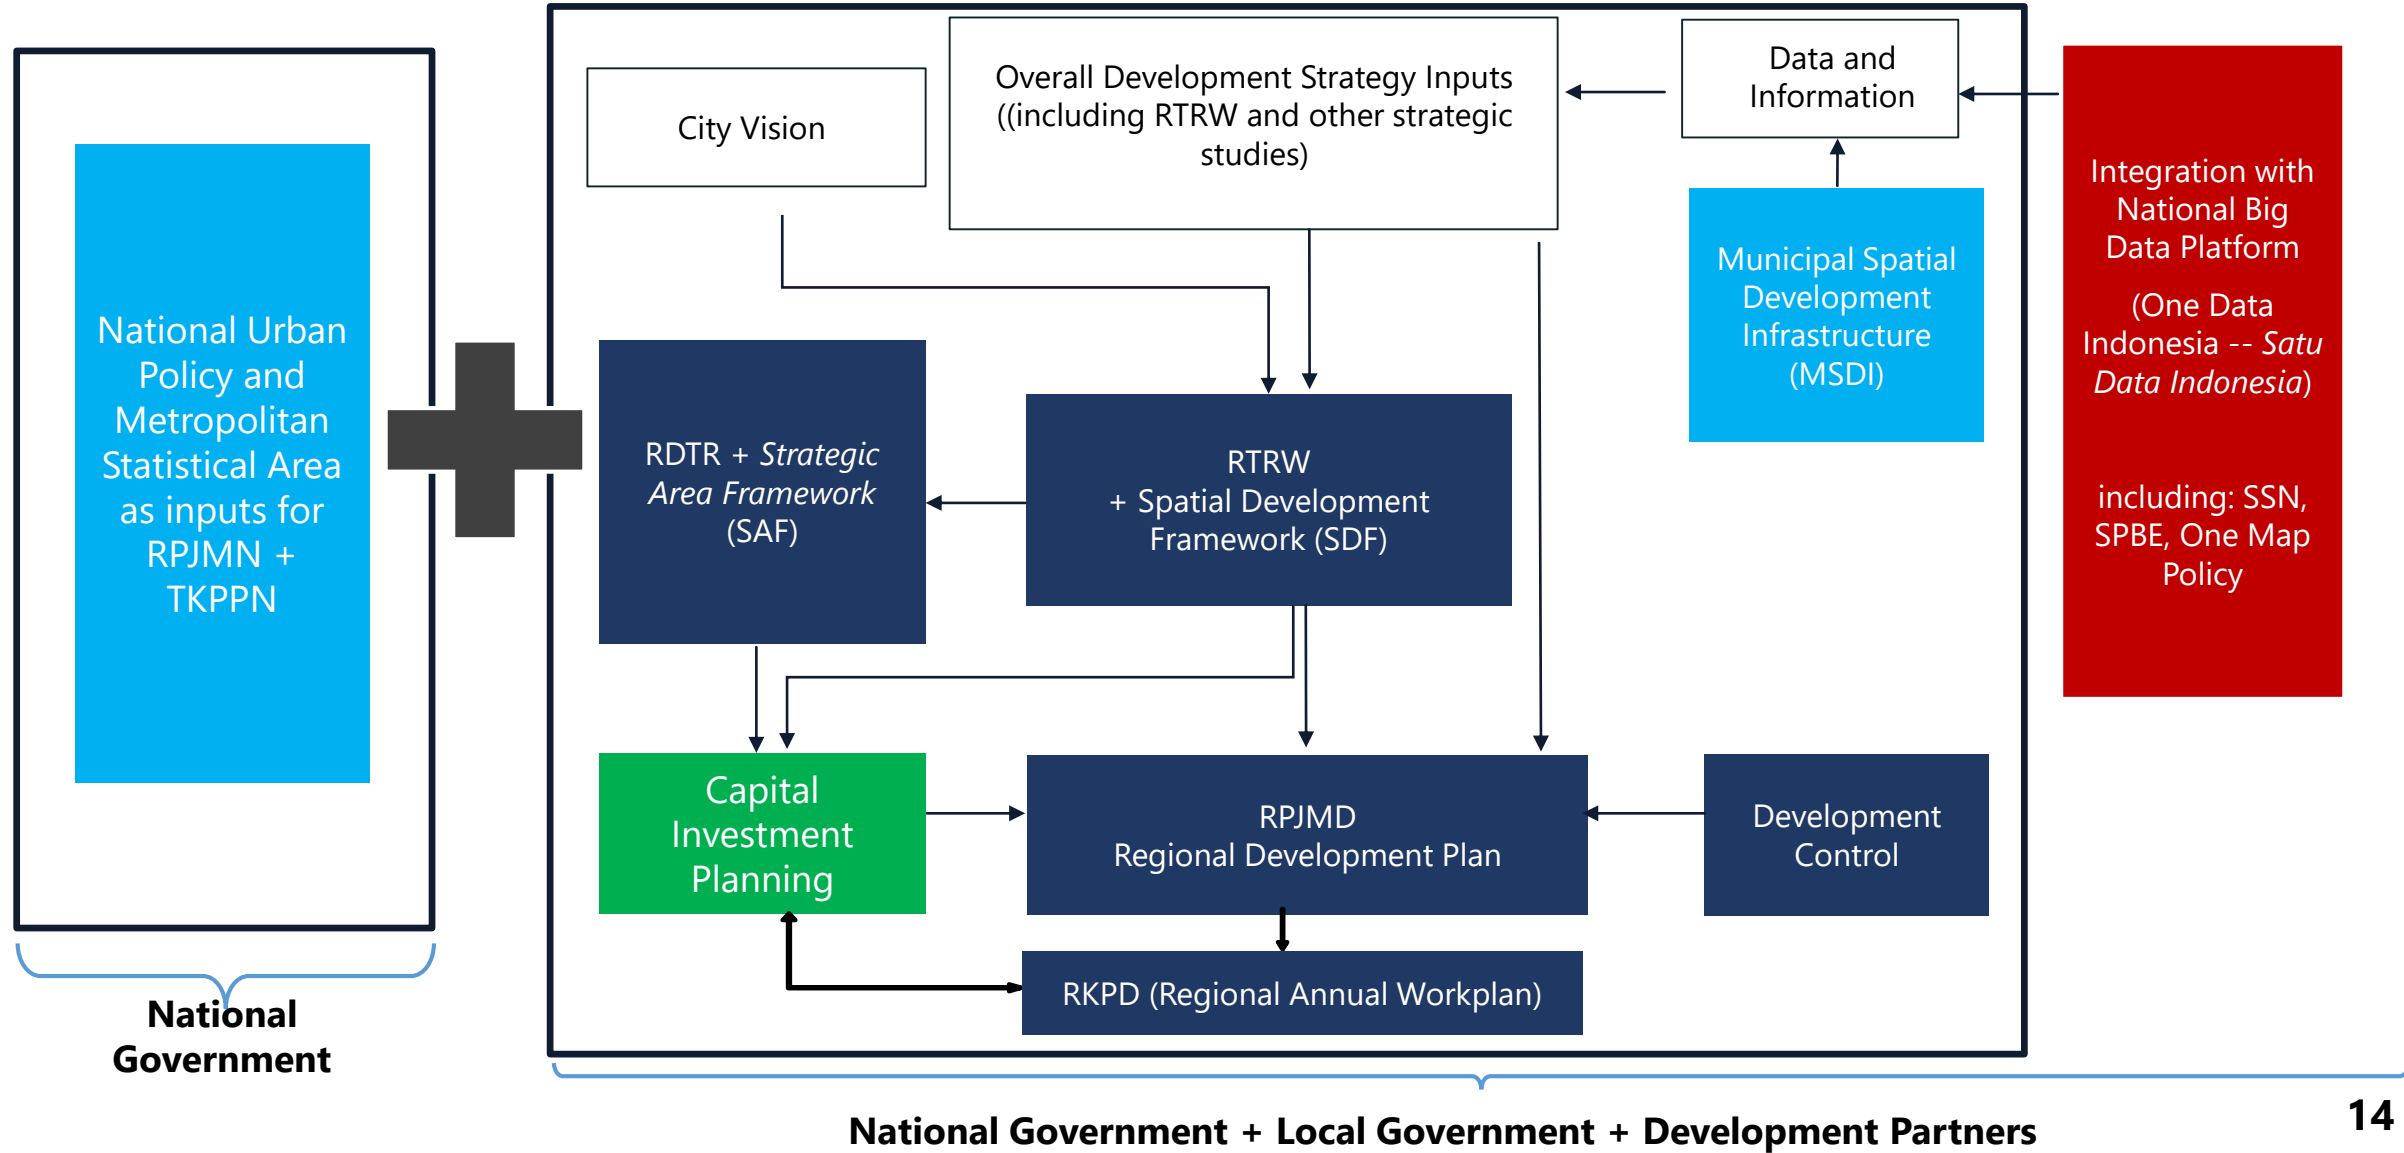 National Urban
Policy and
Metropolitan
Statistical Area
as inputs for
RPJMN +
TKPPN
National
Government
City Vision
Overall Development Strategy Inputs
((including RTRW and other strategic
studies)
Data and
Information
Municipal Spatial
Development
Infrastructure
(MSDI)
Integration with
National Big
Data Platform
(One Data
Indonesia -- Satu
Data Indonesia)
including: SSN,
SPBE, One Map
Policy
RDTR + Strategic
Area Framework
(SAF)
RTRW
+ Spatial Development
Framework (SDF)
Capital
Investment
Planning
RPJMD
Regional Development Plan
Development
Control
RKPD (Regional Annual Workplan)
National Government + Local Government + Development Partners
14